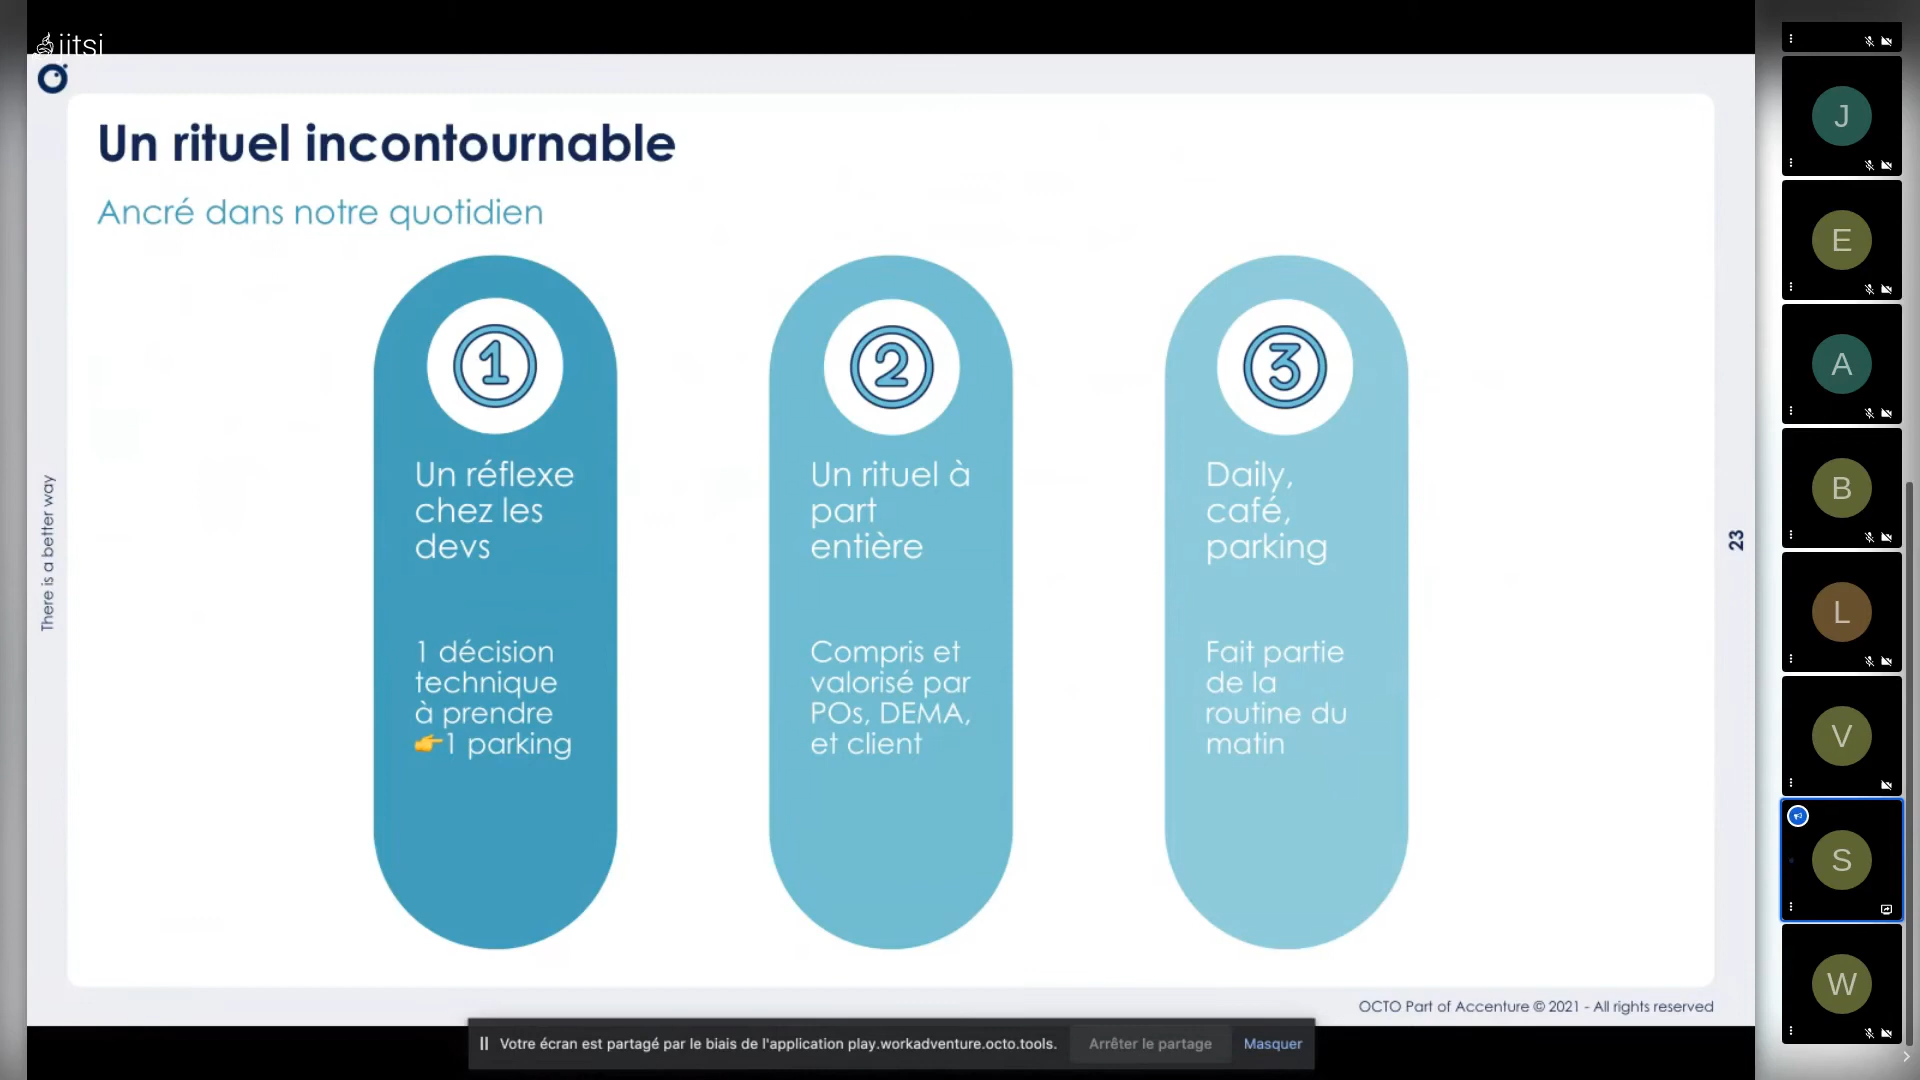 jitsi
Un rituel incontournable
Ancré dans notre quotidien
1
Un réflexe
chez les
devs
1 décision
technique
à prendre
👉1 parking
2
Un rituel à
part
entière
Compris et
valorisé par
POs, DEMA,
et client
3
Daily,
café,
parking
Fait partie
de la
routine du
matin
There is a better way
23
OCTO Part of Accenture © 2021 - All rights reserved
Votre écran est partagé par le biais de l'application play.workadventure.octo.tools.
Arrêter le partage
Masquer
J
E
A
B
L
V
S
W